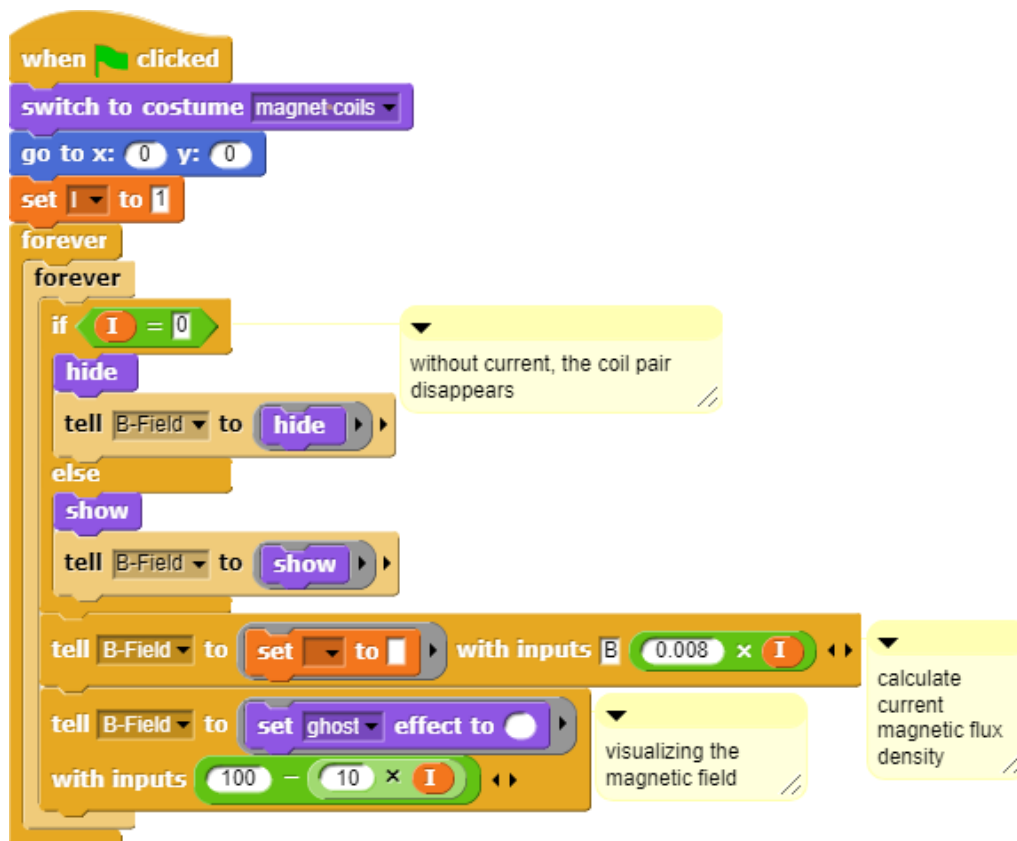 when clicked
switch to costume magnet-coils
go to x: 0 y: 0
set I to 1
forever
forever
if I = 0
without current, the coil pair
disappears
hide
tell B-Field to hide
else
show
tell B-Field to show
tell B-Field to set to with inputs B 0.008 × I
calculate
current
magnetic flux
density
tell B-Field to set ghost effect to
with inputs 100 − 10 × I
visualizing the
magnetic field